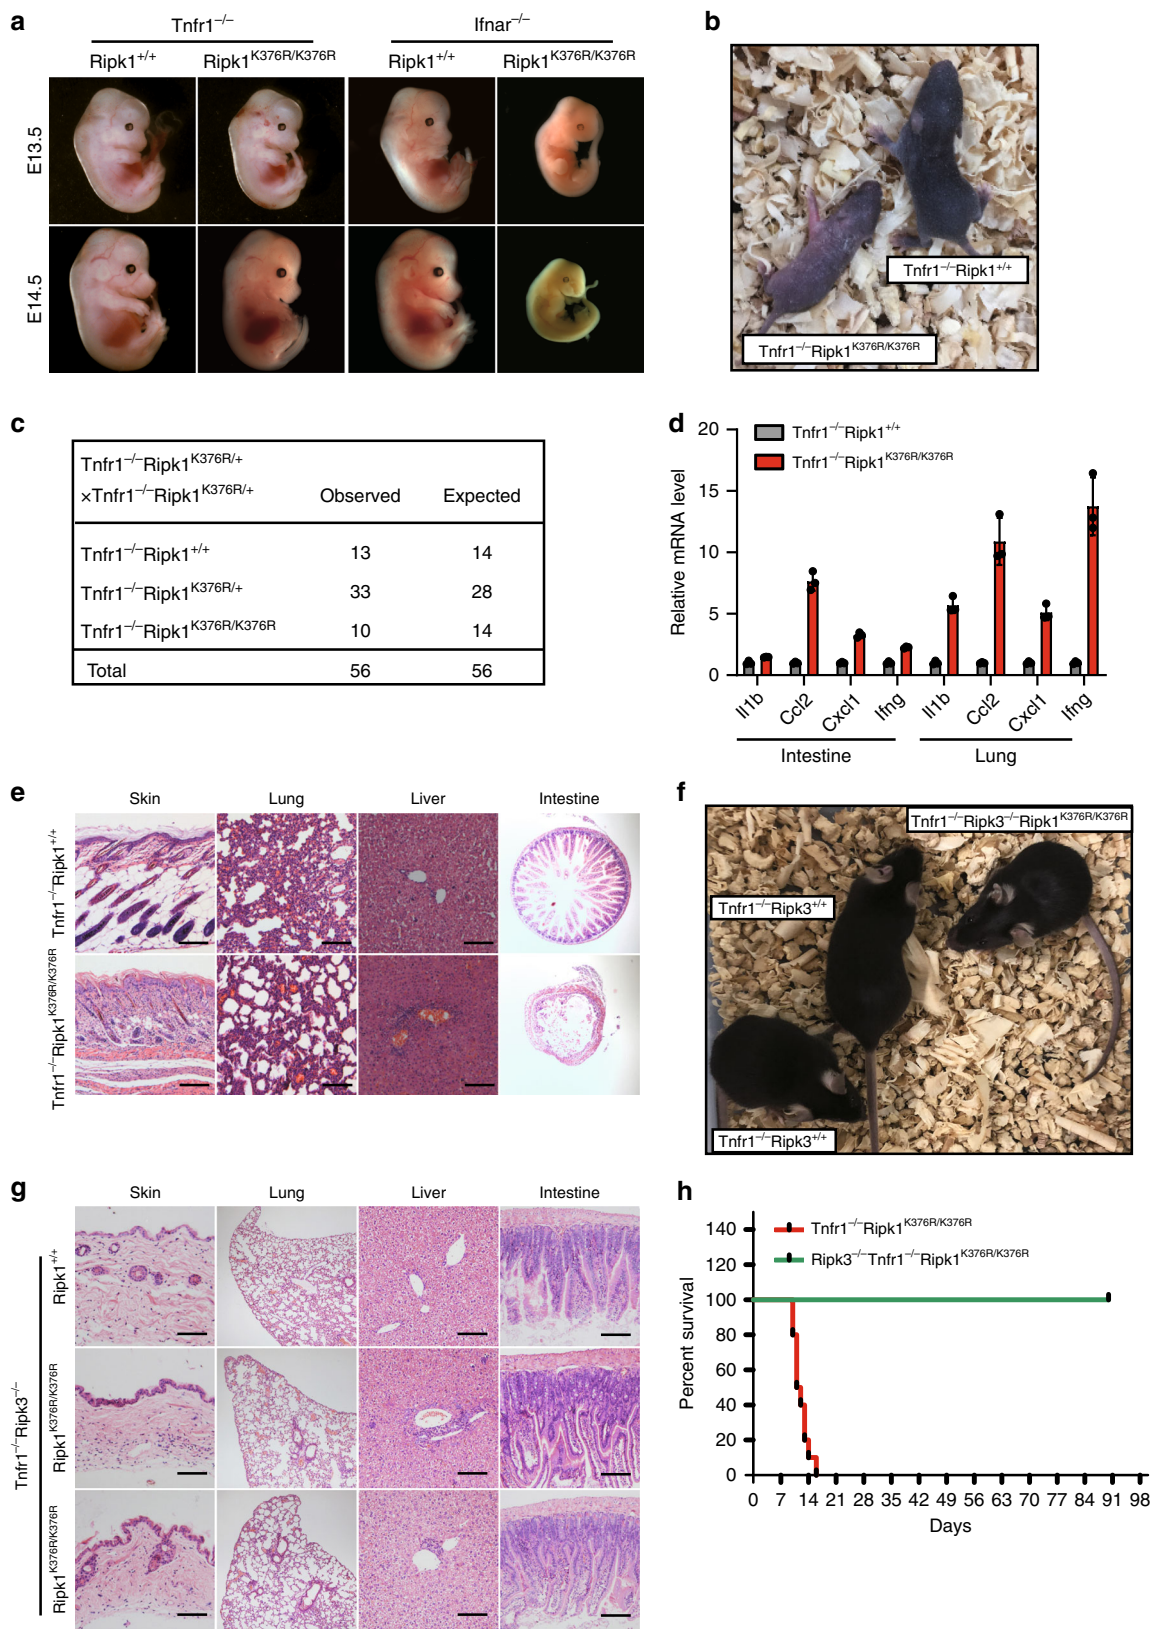 a
Tnfr1–/–
Ifnar–/–
Ripk1+/+
Ripk1K376R/K376R
Ripk1+/+
Ripk1K376R/K376R
E13.5
E14.5
b
Tnfr1–/–Ripk1+/+
Tnfr1–/–Ripk1K376R/K376R
c
Tnfr1–/–Ripk1K376R/+
×Tnfr1–/–Ripk1K376R/+ Observed Expected
Tnfr1–/–Ripk1+/+ 13 14
Tnfr1–/–Ripk1K376R/+ 33 28
Tnfr1–/–Ripk1K376R/K376R 10 14
Total 56 56
d
Relative mRNA level
20
15
10
5
0
Tnfr1–/–Ripk1+/+
Tnfr1–/–Ripk1K376R/K376R
Il1b Ccl2 Cxcl1 Ifng Il1b Ccl2 Cxcl1 Ifng
Intestine Lung
e
Skin Lung Liver Intestine
Tnfr1–/–Ripk1+/+
Tnfr1–/–Ripk1K376R/K376R
f
Tnfr1–/–Ripk3–/–Ripk1K376R/K376R
Tnfr1–/–Ripk3+/+
Tnfr1–/–Ripk3+/+
g
Skin Lung Liver Intestine
Tnfr1–/–Ripk3–/–
Ripk1+/+
Ripk1K376R/K376R
Ripk1K376R/K376R
h
Percent survival
140
120
100
80
60
40
20
0
Tnfr1–/–Ripk1K376R/K376R
Ripk3–/–Tnfr1–/–Ripk1K376R/K376R
0 7 14 21 28 35 42 49 56 63 70 77 84 91 98
Days